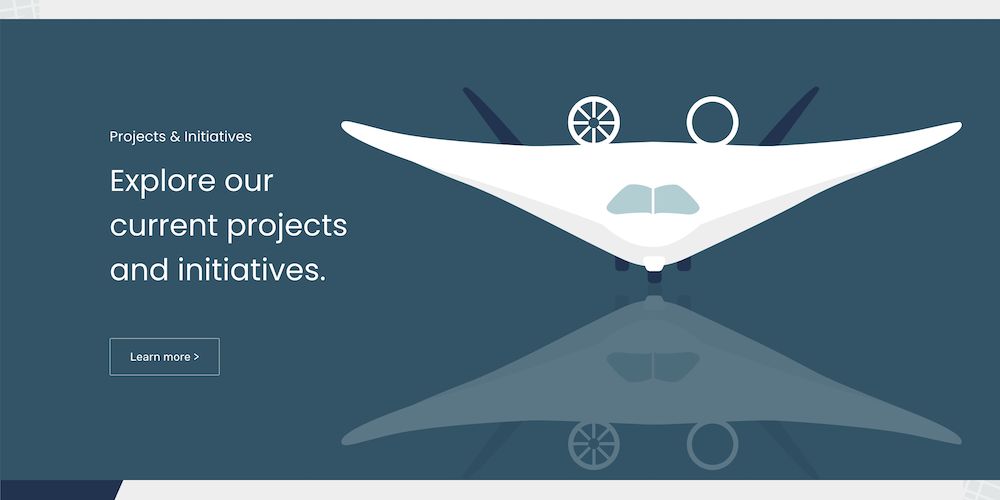 Projects & Initiatives
Explore our
current projects
and initiatives.
Learn more >